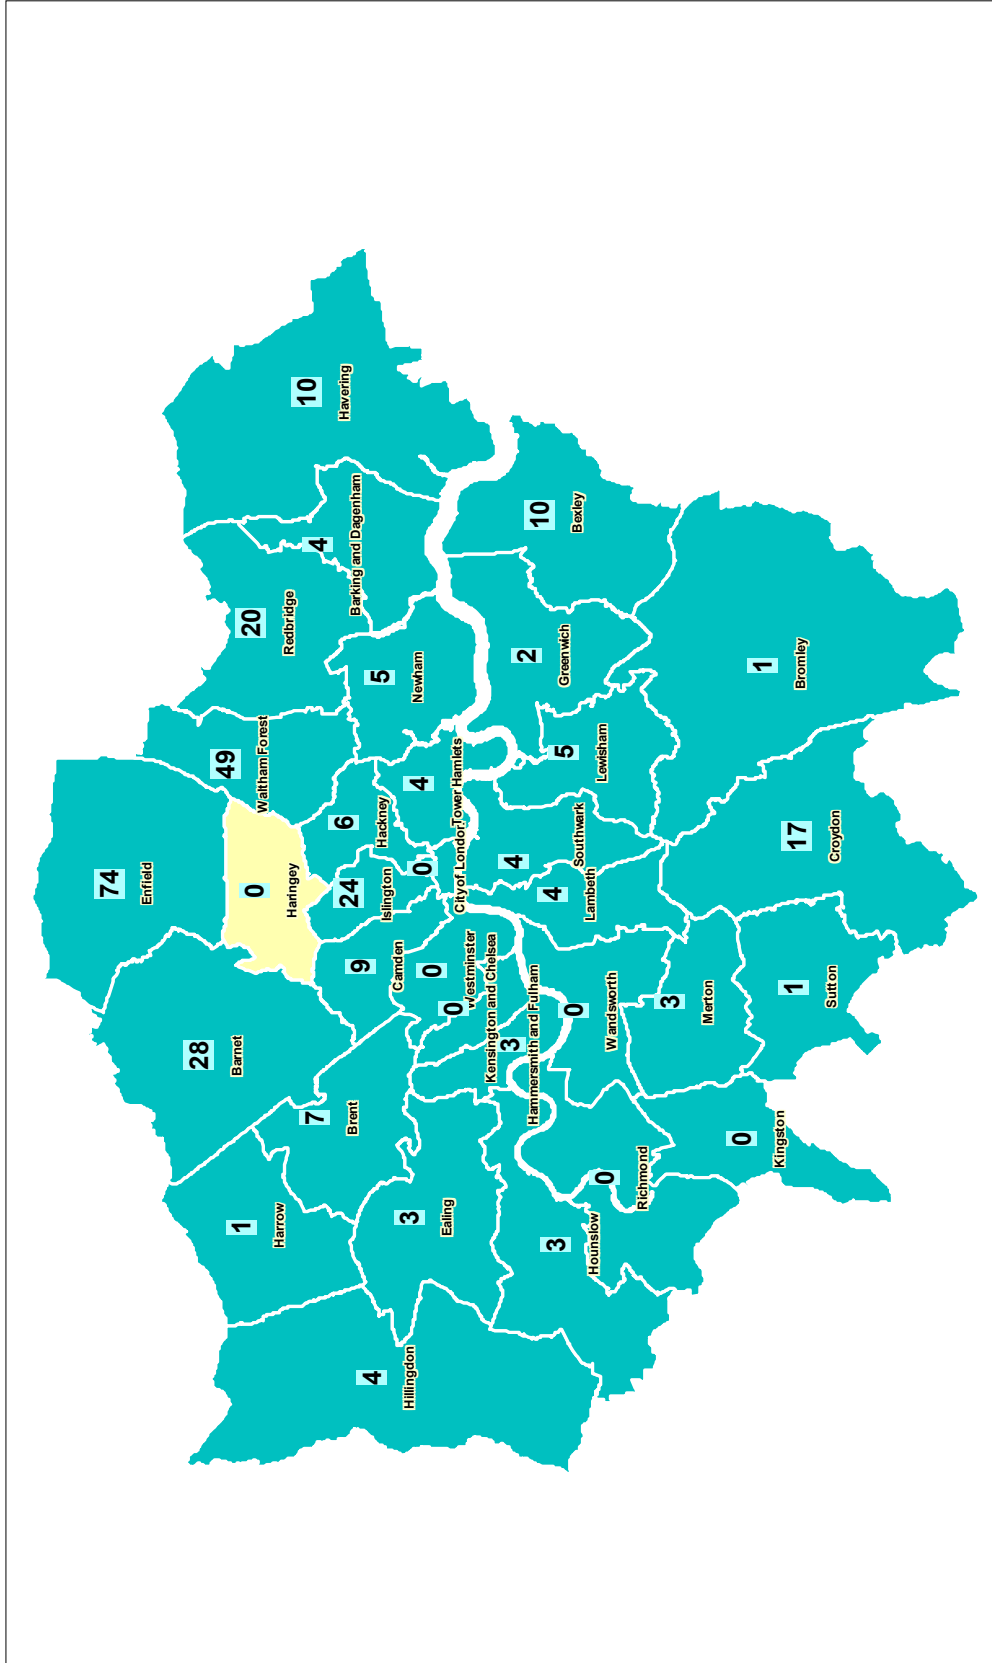 74
Enfield
28
Barnet
49
Waltham Forest
0
Haringey
20
Redbridge
10
Havering
1
Harrow
7
Brent
4
Barking and Dagenham
6
Hackney
24
Islington
9
Camden
4
Hillingdon
3
Ealing
5
Newham
4
Tower Hamlets
0
City of London
0
Westminster
0
Kensington and Chelsea
3
Hammersmith and Fulham
10
Bexley
2
Greenwich
5
Lewisham
4
Southwark
4
Lambeth
0
Wandsworth
3
Hounslow
0
Richmond
3
Merton
0
Kingston
1
Sutton
17
Croydon
1
Bromley